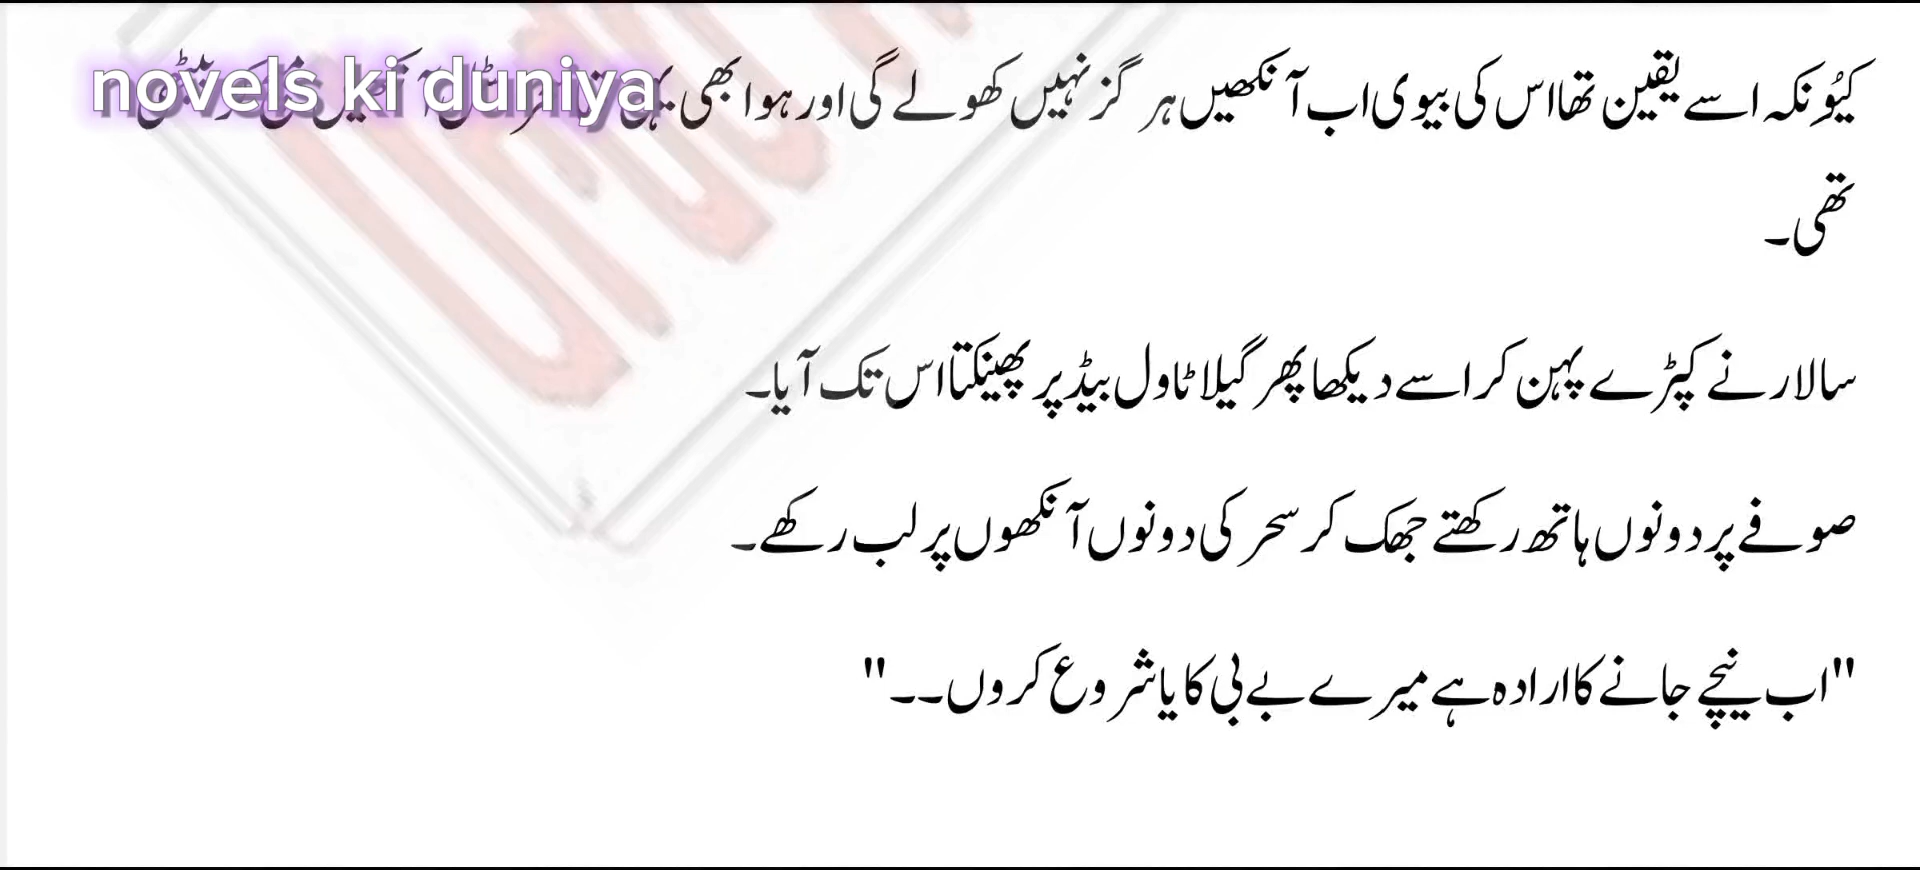 novels ki duniya
کیُونکہ اسے یقین تھا اس کی بیوی اب آنکھیں ہر گز نہیں کھولے گی اور ہوا بھی
تھی۔
سالار نے کپڑے پہن کر اسے دیکھا پھر گیلا ٹاول بیڈ پر پھینکتا اس تک آیا۔
صوفے پر دونوں ہاتھ رکھتے جھک کر سحر کی دونوں آنکھوں پر لب رکھے۔
"اب نیچے جانے کا ارادہ ہے میرے بے بی کا یا شروع کروں۔۔"